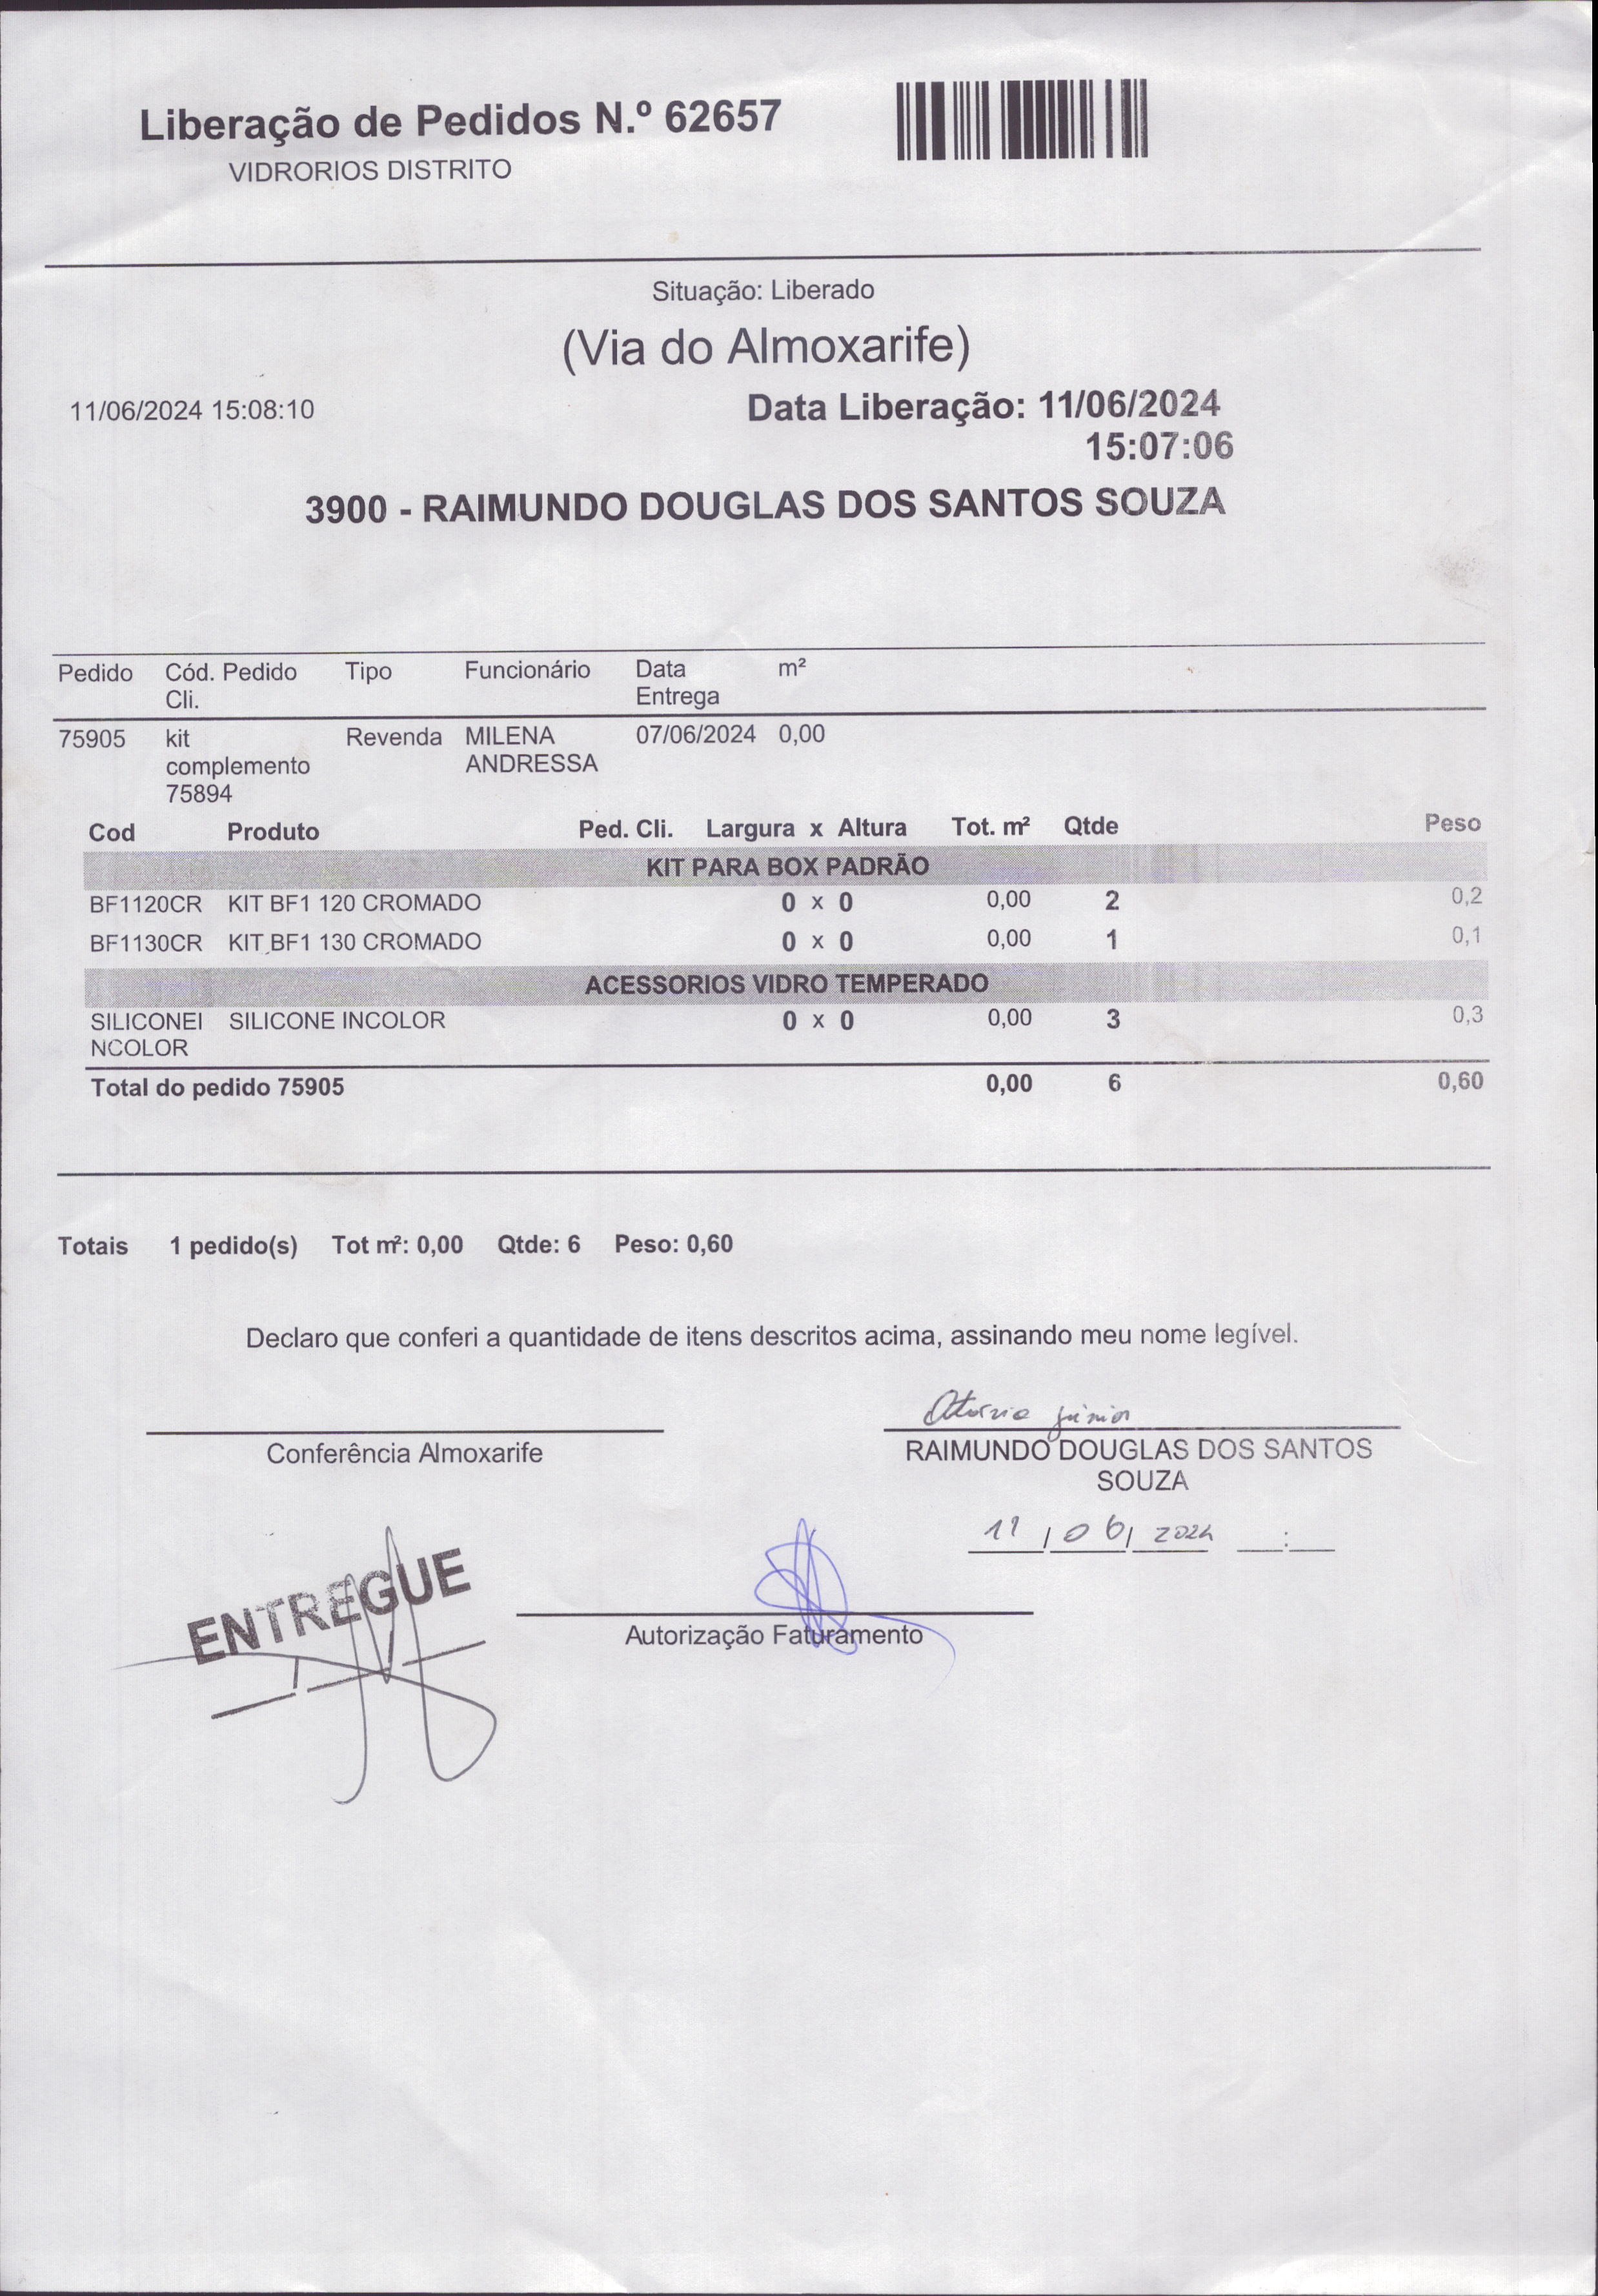 Liberação de Pedidos N.º 62657
VIDRORIOS DISTRITO
Situação: Liberado
(Via do Almoxarife)
11/06/2024 15:08:10
Data Liberação: 11/06/2024
15:07:06
3900 - RAIMUNDO DOUGLAS DOS SANTOS SOUZA
Pedido Cód. Pedido Tipo Funcionário Data m²
Cli. Entrega
75905 kit Revenda MILENA 07/06/2024 0,00
complemento ANDRESSA
75894
Cod Produto Ped. Cli. Largura x Altura Tot. m² Qtde Peso
KIT PARA BOX PADRÃO
BF1120CR KIT BF1 120 CROMADO 0 x 0 0,00 2 0,2
BF1130CR KIT BF1 130 CROMADO 0 x 0 0,00 1 0,1
ACESSORIOS VIDRO TEMPERADO
SILICONEI SILICONE INCOLOR 0 x 0 0,00 3 0,3
NCOLOR
Total do pedido 75905 0,00 6 0,60
Totais 1 pedido(s) Tot m²: 0,00 Qtde: 6 Peso: 0,60
Declaro que conferi a quantidade de itens descritos acima, assinando meu nome legível.
júnior
Conferência Almoxarife
RAIMUNDO DOUGLAS DOS SANTOS
SOUZA
11/06/2024 __:__
ENTREGUE
Autorização Faturamento